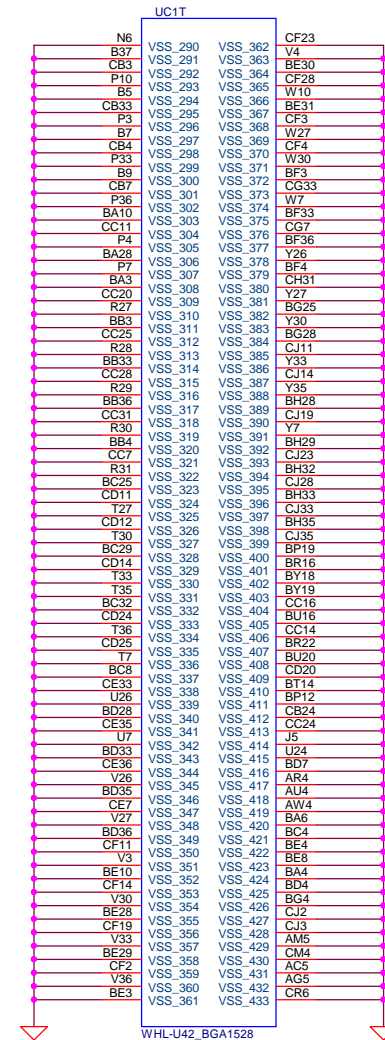 UC1T
N6 VSS_290 VSS_362 CF23
B37 VSS_291 VSS_363 V4
CB3 VSS_292 VSS_364 BE30
P10 VSS_293 VSS_365 CF28
B5 VSS_294 VSS_366 W10
CB33 VSS_295 VSS_367 BE31
P3 VSS_296 VSS_368 CF3
B7 VSS_297 VSS_369 W27
CB4 VSS_298 VSS_370 CF4
P33 VSS_299 VSS_371 W30
B9 VSS_300 VSS_372 BF3
CB7 VSS_301 VSS_373 CG33
P36 VSS_302 VSS_374 W7
BA10 VSS_303 VSS_375 BF33
CC11 VSS_304 VSS_376 CG7
P4 VSS_305 VSS_377 BF36
BA28 VSS_306 VSS_378 Y26
P7 VSS_307 VSS_379 BF4
BA3 VSS_308 VSS_380 CH31
CC20 VSS_309 VSS_381 Y27
R27 VSS_310 VSS_382 BG25
BB3 VSS_311 VSS_383 Y30
CC25 VSS_312 VSS_384 BG28
R28 VSS_313 VSS_385 CJ11
BB33 VSS_314 VSS_386 Y33
CC28 VSS_315 VSS_387 CJ14
R29 VSS_316 VSS_388 Y35
BB36 VSS_317 VSS_389 BH28
CC31 VSS_318 VSS_390 CJ19
R30 VSS_319 VSS_391 Y7
BB4 VSS_320 VSS_392 BH29
CC7 VSS_321 VSS_393 CJ23
R31 VSS_322 VSS_394 BH32
BC25 VSS_323 VSS_395 CJ28
CD11 VSS_324 VSS_396 BH33
T27 VSS_325 VSS_397 CJ33
CD12 VSS_326 VSS_398 BH35
T30 VSS_327 VSS_399 CJ35
BC29 VSS_328 VSS_400 BP19
CD14 VSS_329 VSS_401 BR16
T33 VSS_330 VSS_402 BY18
T35 VSS_331 VSS_403 BY19
BC32 VSS_332 VSS_404 CC16
CD24 VSS_333 VSS_405 BU16
T36 VSS_334 VSS_406 CC14
CD25 VSS_335 VSS_407 BR22
T7 VSS_336 VSS_408 BU20
BC8 VSS_337 VSS_409 CD20
CE33 VSS_338 VSS_410 BT14
U26 VSS_339 VSS_411 BP12
BD28 VSS_340 VSS_412 CB24
CE35 VSS_341 VSS_413 CC24
U7 VSS_342 VSS_414 J5
BD33 VSS_343 VSS_415 U24
CE36 VSS_344 VSS_416 BD7
V26 VSS_345 VSS_417 AR4
BD35 VSS_346 VSS_418 AU4
CE7 VSS_347 VSS_419 AW4
V27 VSS_348 VSS_420 BA6
BD36 VSS_349 VSS_421 BC4
CF11 VSS_350 VSS_422 BE4
V3 VSS_351 VSS_423 BE8
BE10 VSS_352 VSS_424 BA4
CF14 VSS_353 VSS_425 BD4
V30 VSS_354 VSS_426 BG4
BE28 VSS_355 VSS_427 CJ2
CF19 VSS_356 VSS_428 CJ3
V33 VSS_357 VSS_429 AM5
BE29 VSS_358 VSS_430 CM4
CF2 VSS_359 VSS_431 AC5
V36 VSS_360 VSS_432 AG5
BE3 VSS_361 VSS_433 CR6
WHL-U42_BGA1528